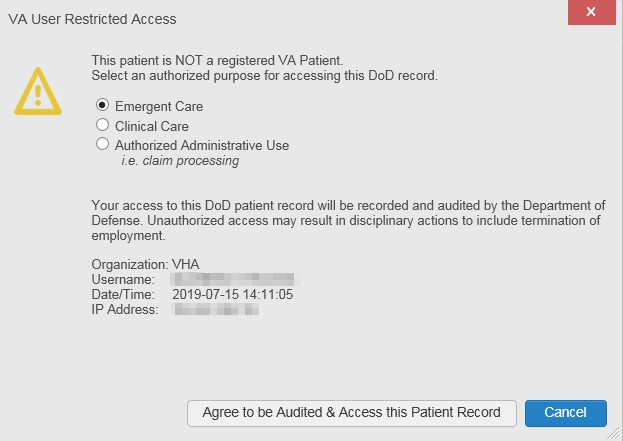 VA User Restricted Access
This patient is NOT a registered VA Patient.
Select an authorized purpose for accessing this DoD record.
Emergent Care
Clinical Care
Authorized Administrative Use
i.e. claim processing
Your access to this DoD patient record will be recorded and audited by the Department of
Defense. Unauthorized access may result in disciplinary actions to include termination of
employment.
Organization: VHA
Username:
Date/Time: 2019-07-15 14:11:05
IP Address:
Agree to be Audited & Access this Patient Record
Cancel